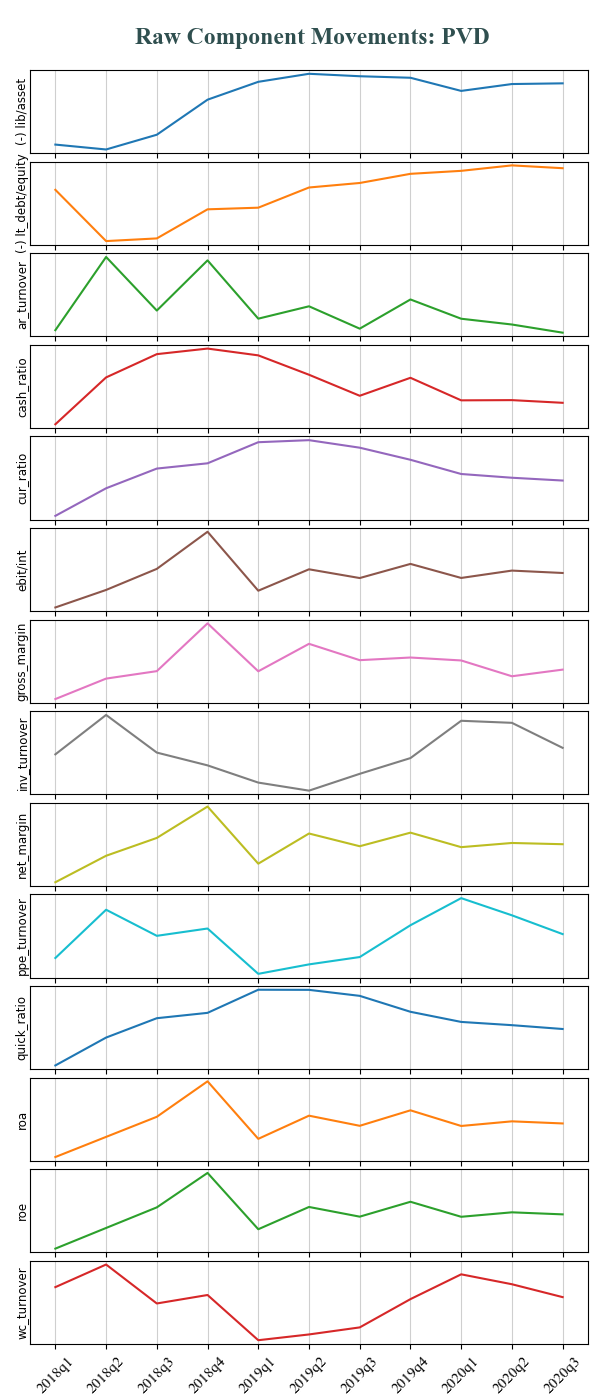 Raw Component Movements: PVD
(-) lib/asset
(-) lt_debt/equity
ar_turnover
cash_ratio
cur_ratio
ebit/int
gross_margin
inv_turnover
net_margin
ppe_turnover
quick_ratio
roa
roe
wc_turnover
2018q1 2018q2 2018q3 2018q4 2019q1 2019q2 2019q3 2019q4 2020q1 2020q2 2020q3